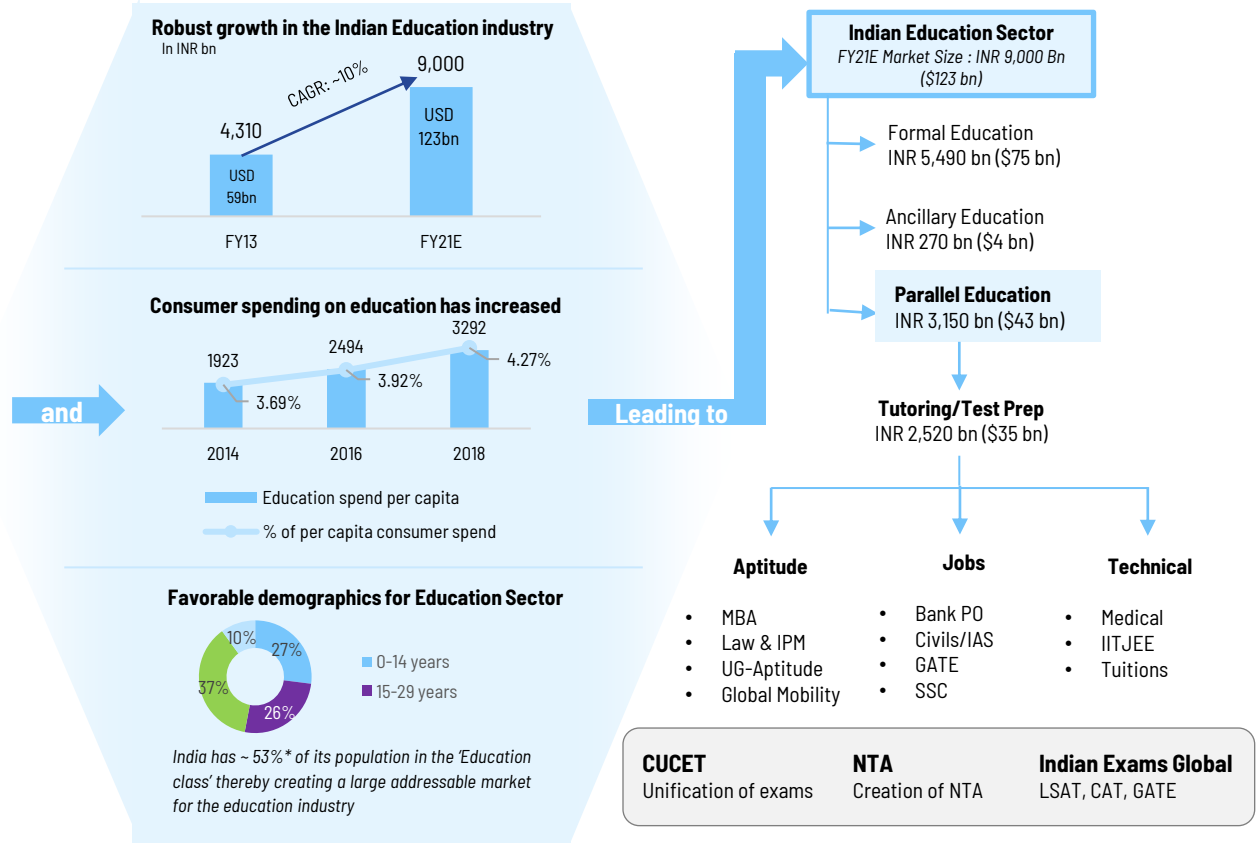 Robust growth in the Indian Education industry
In INR bn
CAGR: ~10%
9,000
4,310
USD
123bn
USD
59bn
FY13
FY21E
Consumer spending on education has increased
1923
2494
3292
3.69%
3.92%
4.27%
2014
2016
2018
Education spend per capita
% of per capita consumer spend
and
Favorable demographics for Education Sector
10%
27%
37%
26%
0-14 years
15-29 years
India has ~ 53%* of its population in the ‘Education
class’ thereby creating a large addressable market
for the education industry
Leading to
Indian Education Sector
FY21E Market Size : INR 9,000 Bn
($123 bn)
Formal Education
INR 5,490 bn ($75 bn)
Ancillary Education
INR 270 bn ($4 bn)
Parallel Education
INR 3,150 bn ($43 bn)
Tutoring/Test Prep
INR 2,520 bn ($35 bn)
Aptitude
• MBA
• Law & IPM
• UG-Aptitude
• Global Mobility
Jobs
• Bank PO
• Civils/IAS
• GATE
• SSC
Technical
• Medical
• IITJEE
• Tuitions
CUCET
Unification of exams
NTA
Creation of NTA
Indian Exams Global
LSAT, CAT, GATE